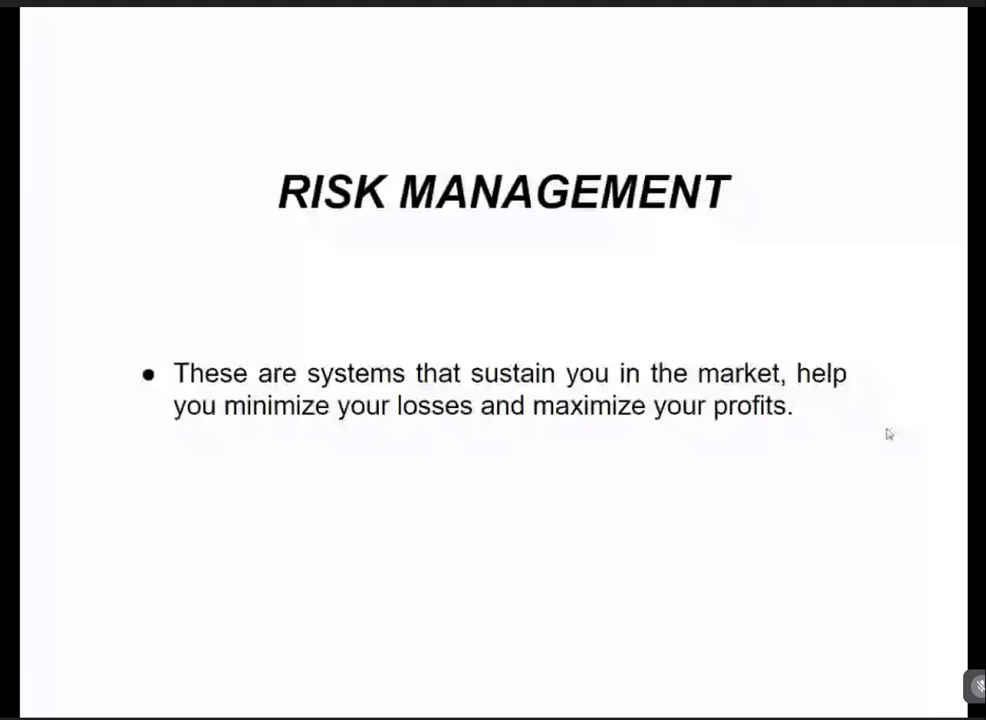 RISK MANAGEMENT
● These are systems that sustain you in the market, help
you minimize your losses and maximize your profits.